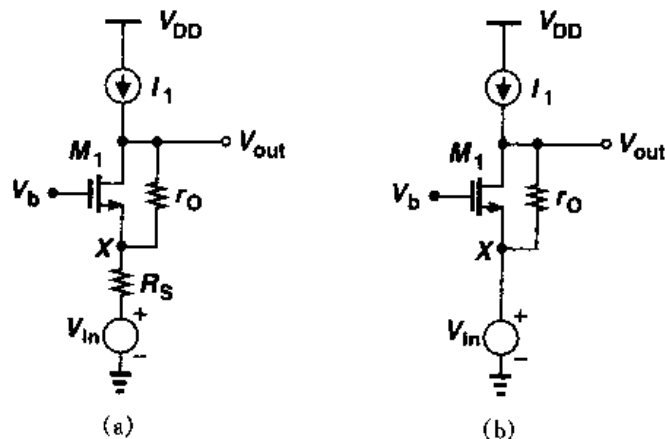 V_DD
I_1
V_out
M_1
V_b
r_O
X
R_S
V_in
+
−
(a)
V_DD
I_1
V_out
M_1
V_b
r_O
X
V_in
+
−
(b)